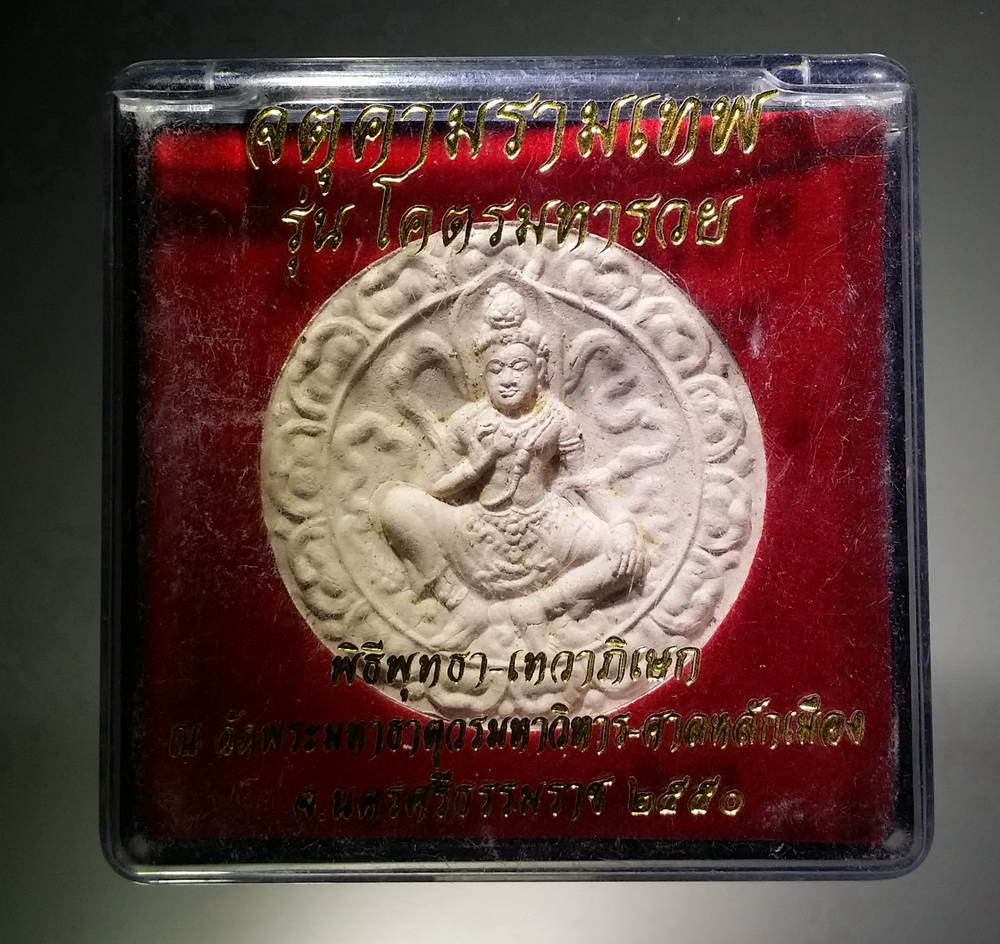 จตุคามรามเทพ
รุ่น โคตรมหารวย
พิธีพุทธา-เทวาภิเษก
ณ วัดพระมหาธาตุวรมหาวิหาร-ศาลหลักเมือง
จ.นครศรีธรรมราช ๒๕๕๐